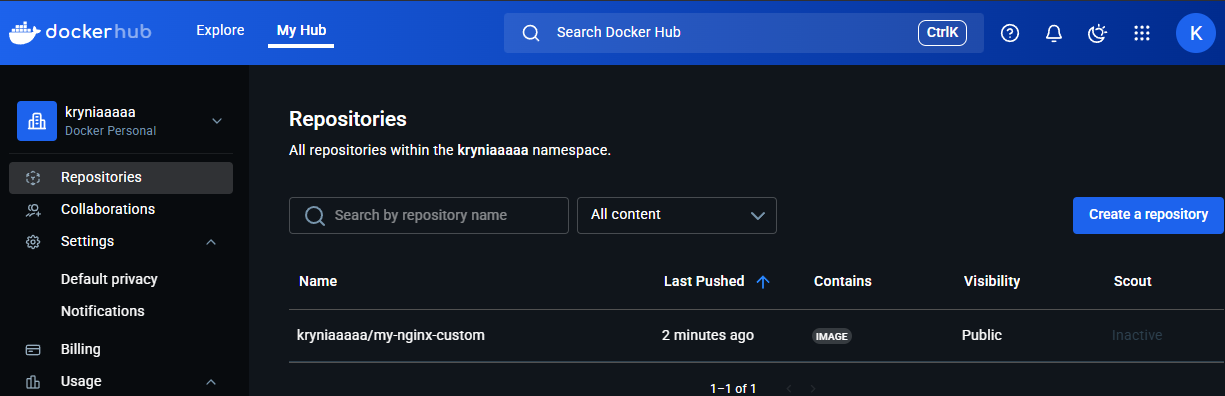 dockerhub Explore My Hub Search Docker Hub CtrlK K
kryniaaaaa
Docker Personal
Repositories
Collaborations
Settings
Default privacy
Notifications
Billing
Usage
Repositories
All repositories within the kryniaaaaa namespace.
Search by repository name All content Create a repository
Name Last Pushed Contains Visibility Scout
kryniaaaaa/my-nginx-custom 2 minutes ago IMAGE Public Inactive
1–1 of 1